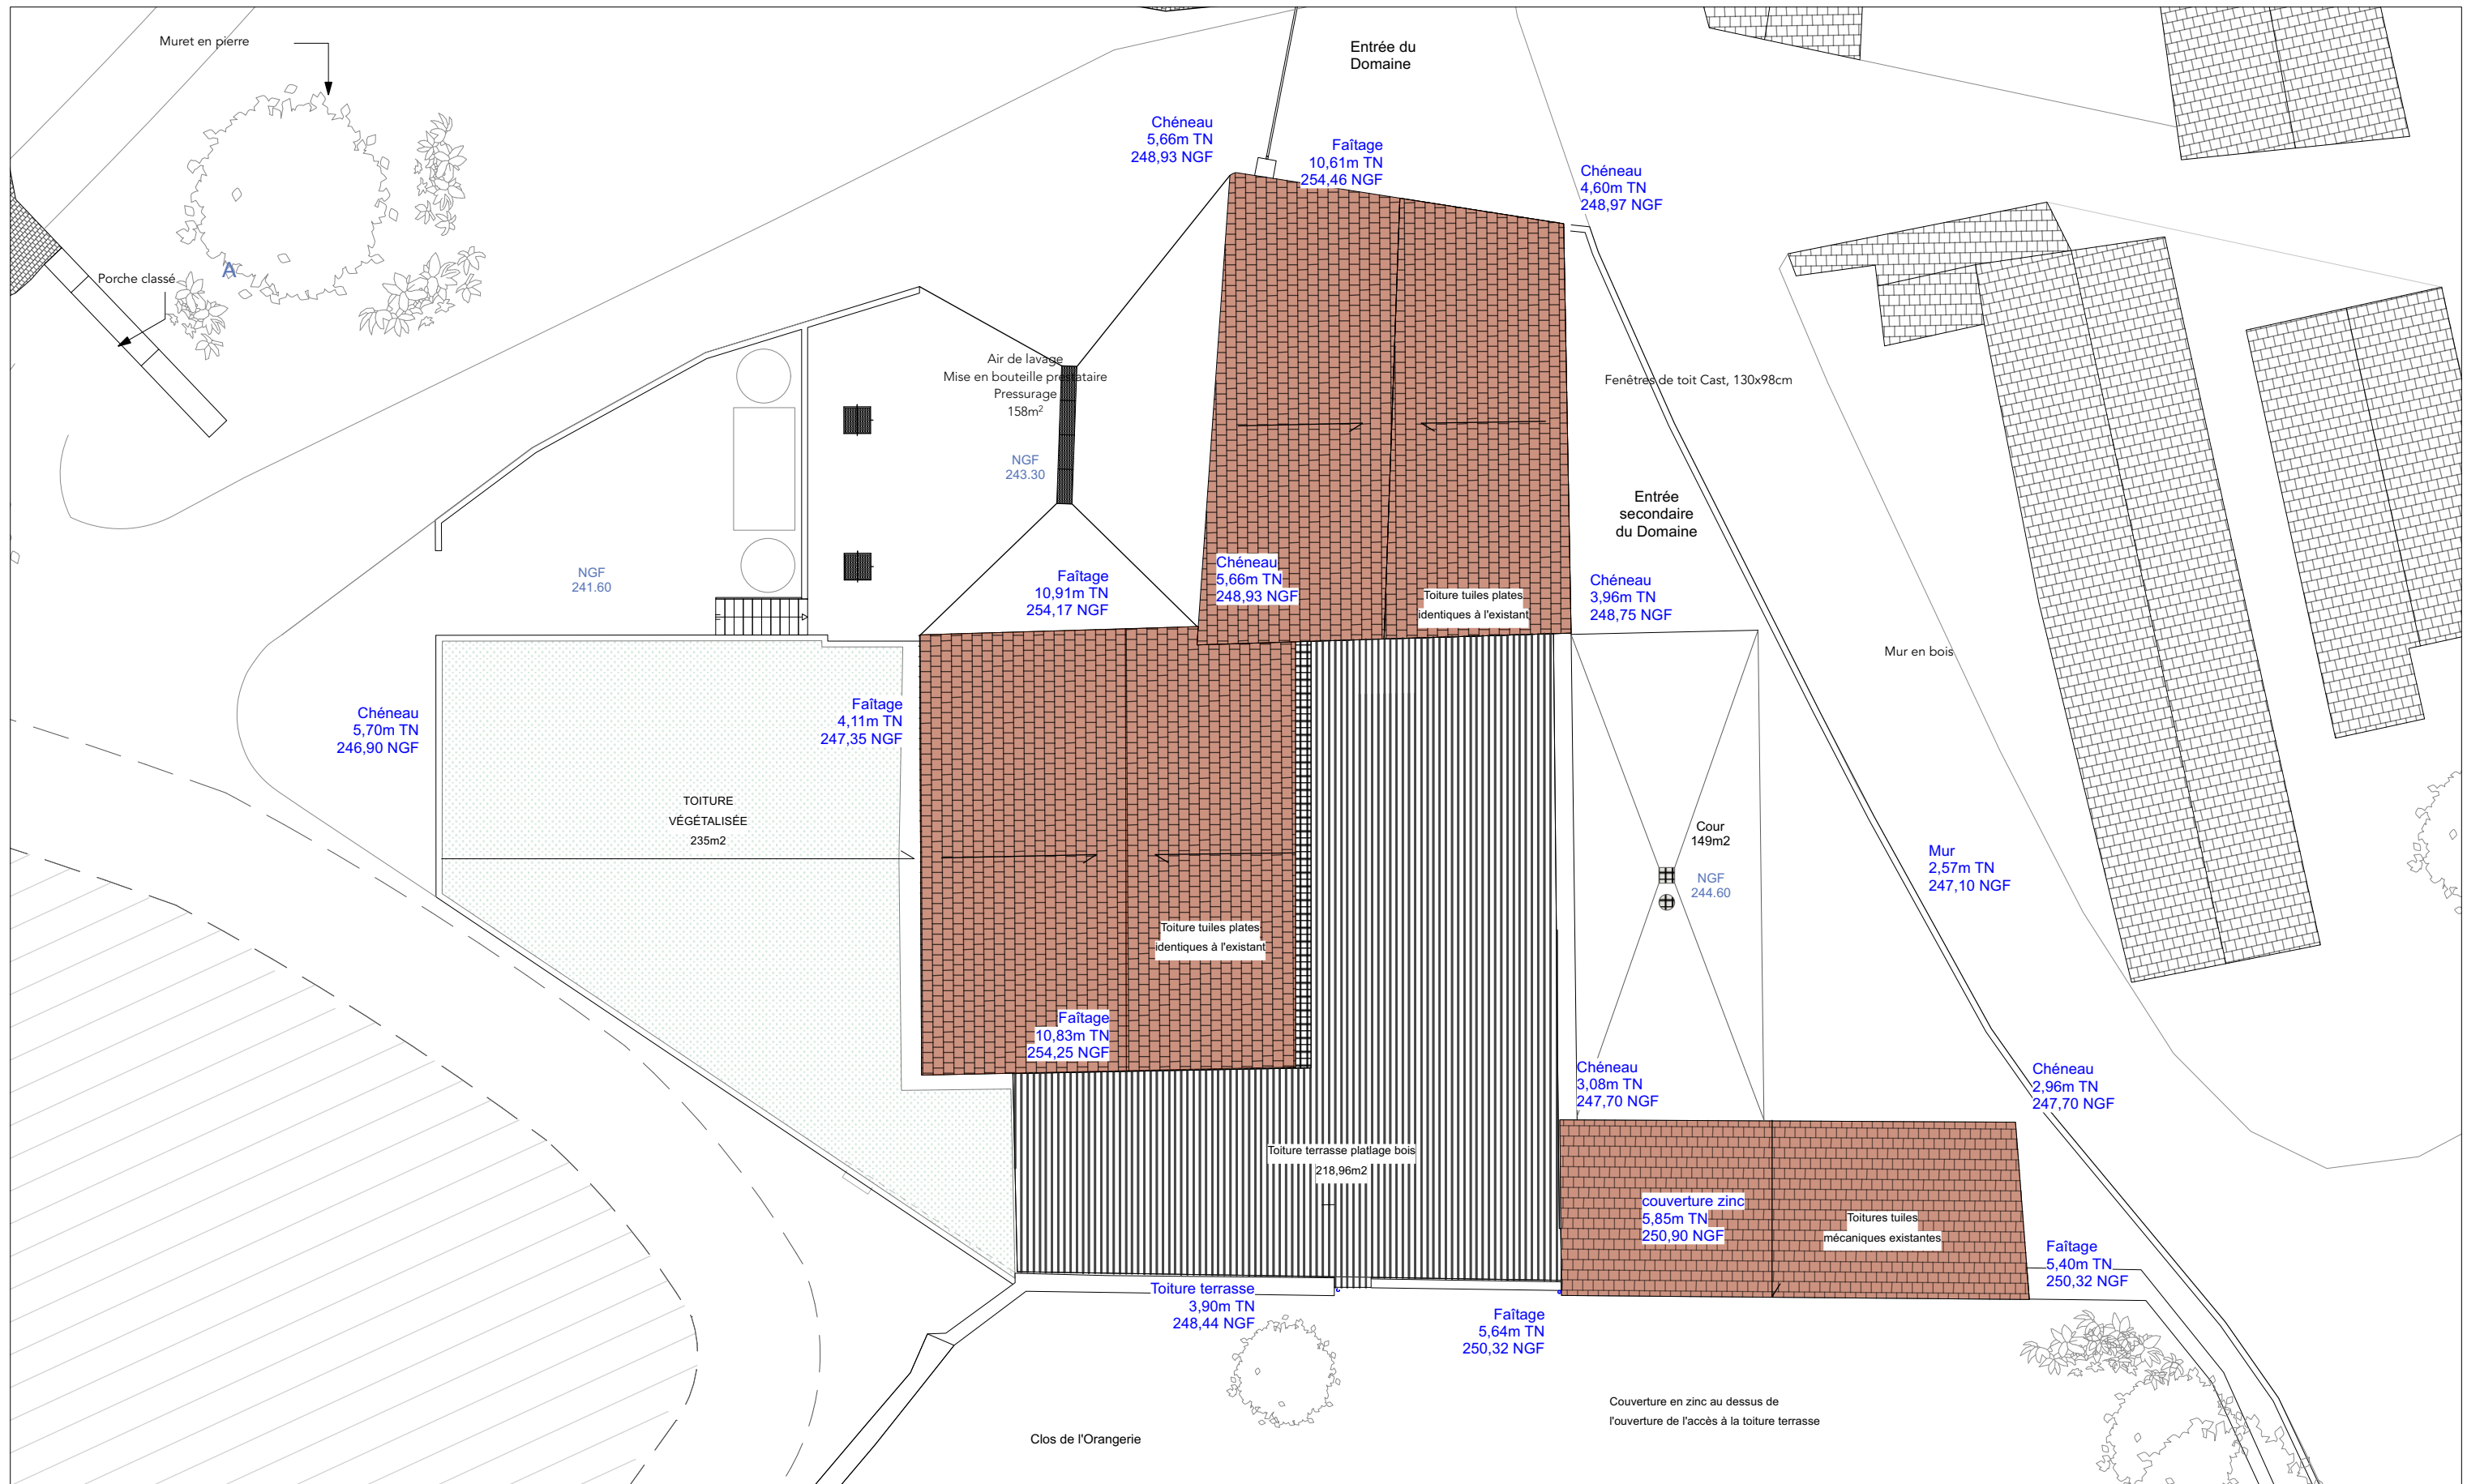 Muret en pierre
Entrée du
Domaine
Chéneau
5,66m TN
248,93 NGF
Faîtage
10,61m TN
254,46 NGF
Chéneau
4,60m TN
248,97 NGF
Porche classé
A
Air de lavage
Mise en bouteille prestataire
Pressurage
158m²
NGF
243.30
Fenêtres de toit Cast, 130x98cm
Entrée
secondaire
du Domaine
NGF
241.60
Faîtage
10,91m TN
254,17 NGF
Chéneau
5,66m TN
248,93 NGF
Toiture tuiles plates
identiques à l'existant
Chéneau
3,96m TN
248,75 NGF
Mur en bois
Chéneau
5,70m TN
246,90 NGF
Faîtage
4,11m TN
247,35 NGF
TOITURE
VÉGÉTALISÉE
235m2
Cour
149m2
NGF
244.60
Mur
2,57m TN
247,10 NGF
Toiture tuiles plates
identiques à l'existant
Faîtage
10,83m TN
254,25 NGF
Chéneau
3,08m TN
247,70 NGF
Chéneau
2,96m TN
247,70 NGF
Toiture terrasse platlage bois
218,96m2
couverture zinc
5,85m TN
250,90 NGF
Toitures tuiles
mécaniques existantes
Faîtage
5,40m TN
250,32 NGF
Toiture terrasse
3,90m TN
248,44 NGF
Faîtage
5,64m TN
250,32 NGF
Couverture en zinc au dessus de
l'ouverture de l'accès à la toiture terrasse
Clos de l'Orangerie